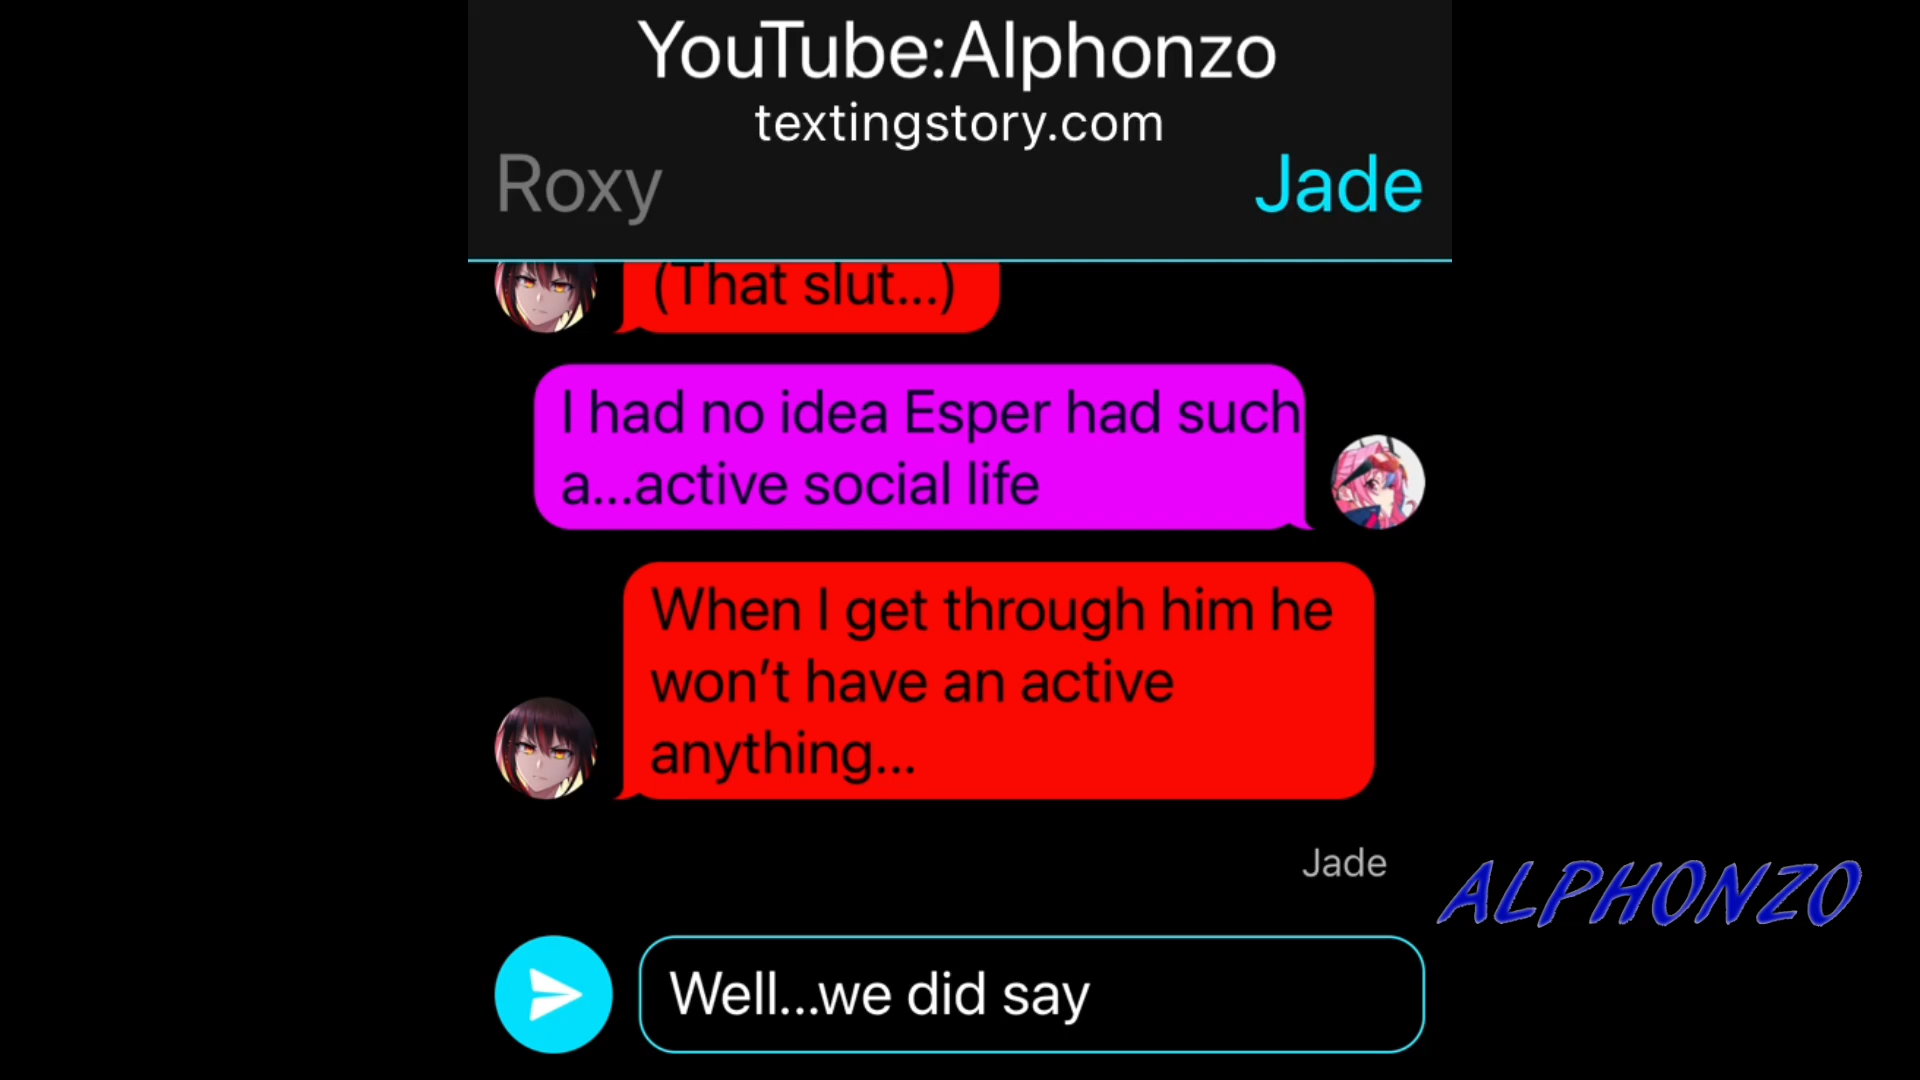 YouTube:Alphonzo
textingstory.com
Roxy
Jade
(That slut...)
I had no idea Esper had such
a...active social life
When I get through him he
won’t have an active
anything...
Jade
ALPHONZO
Well...we did say